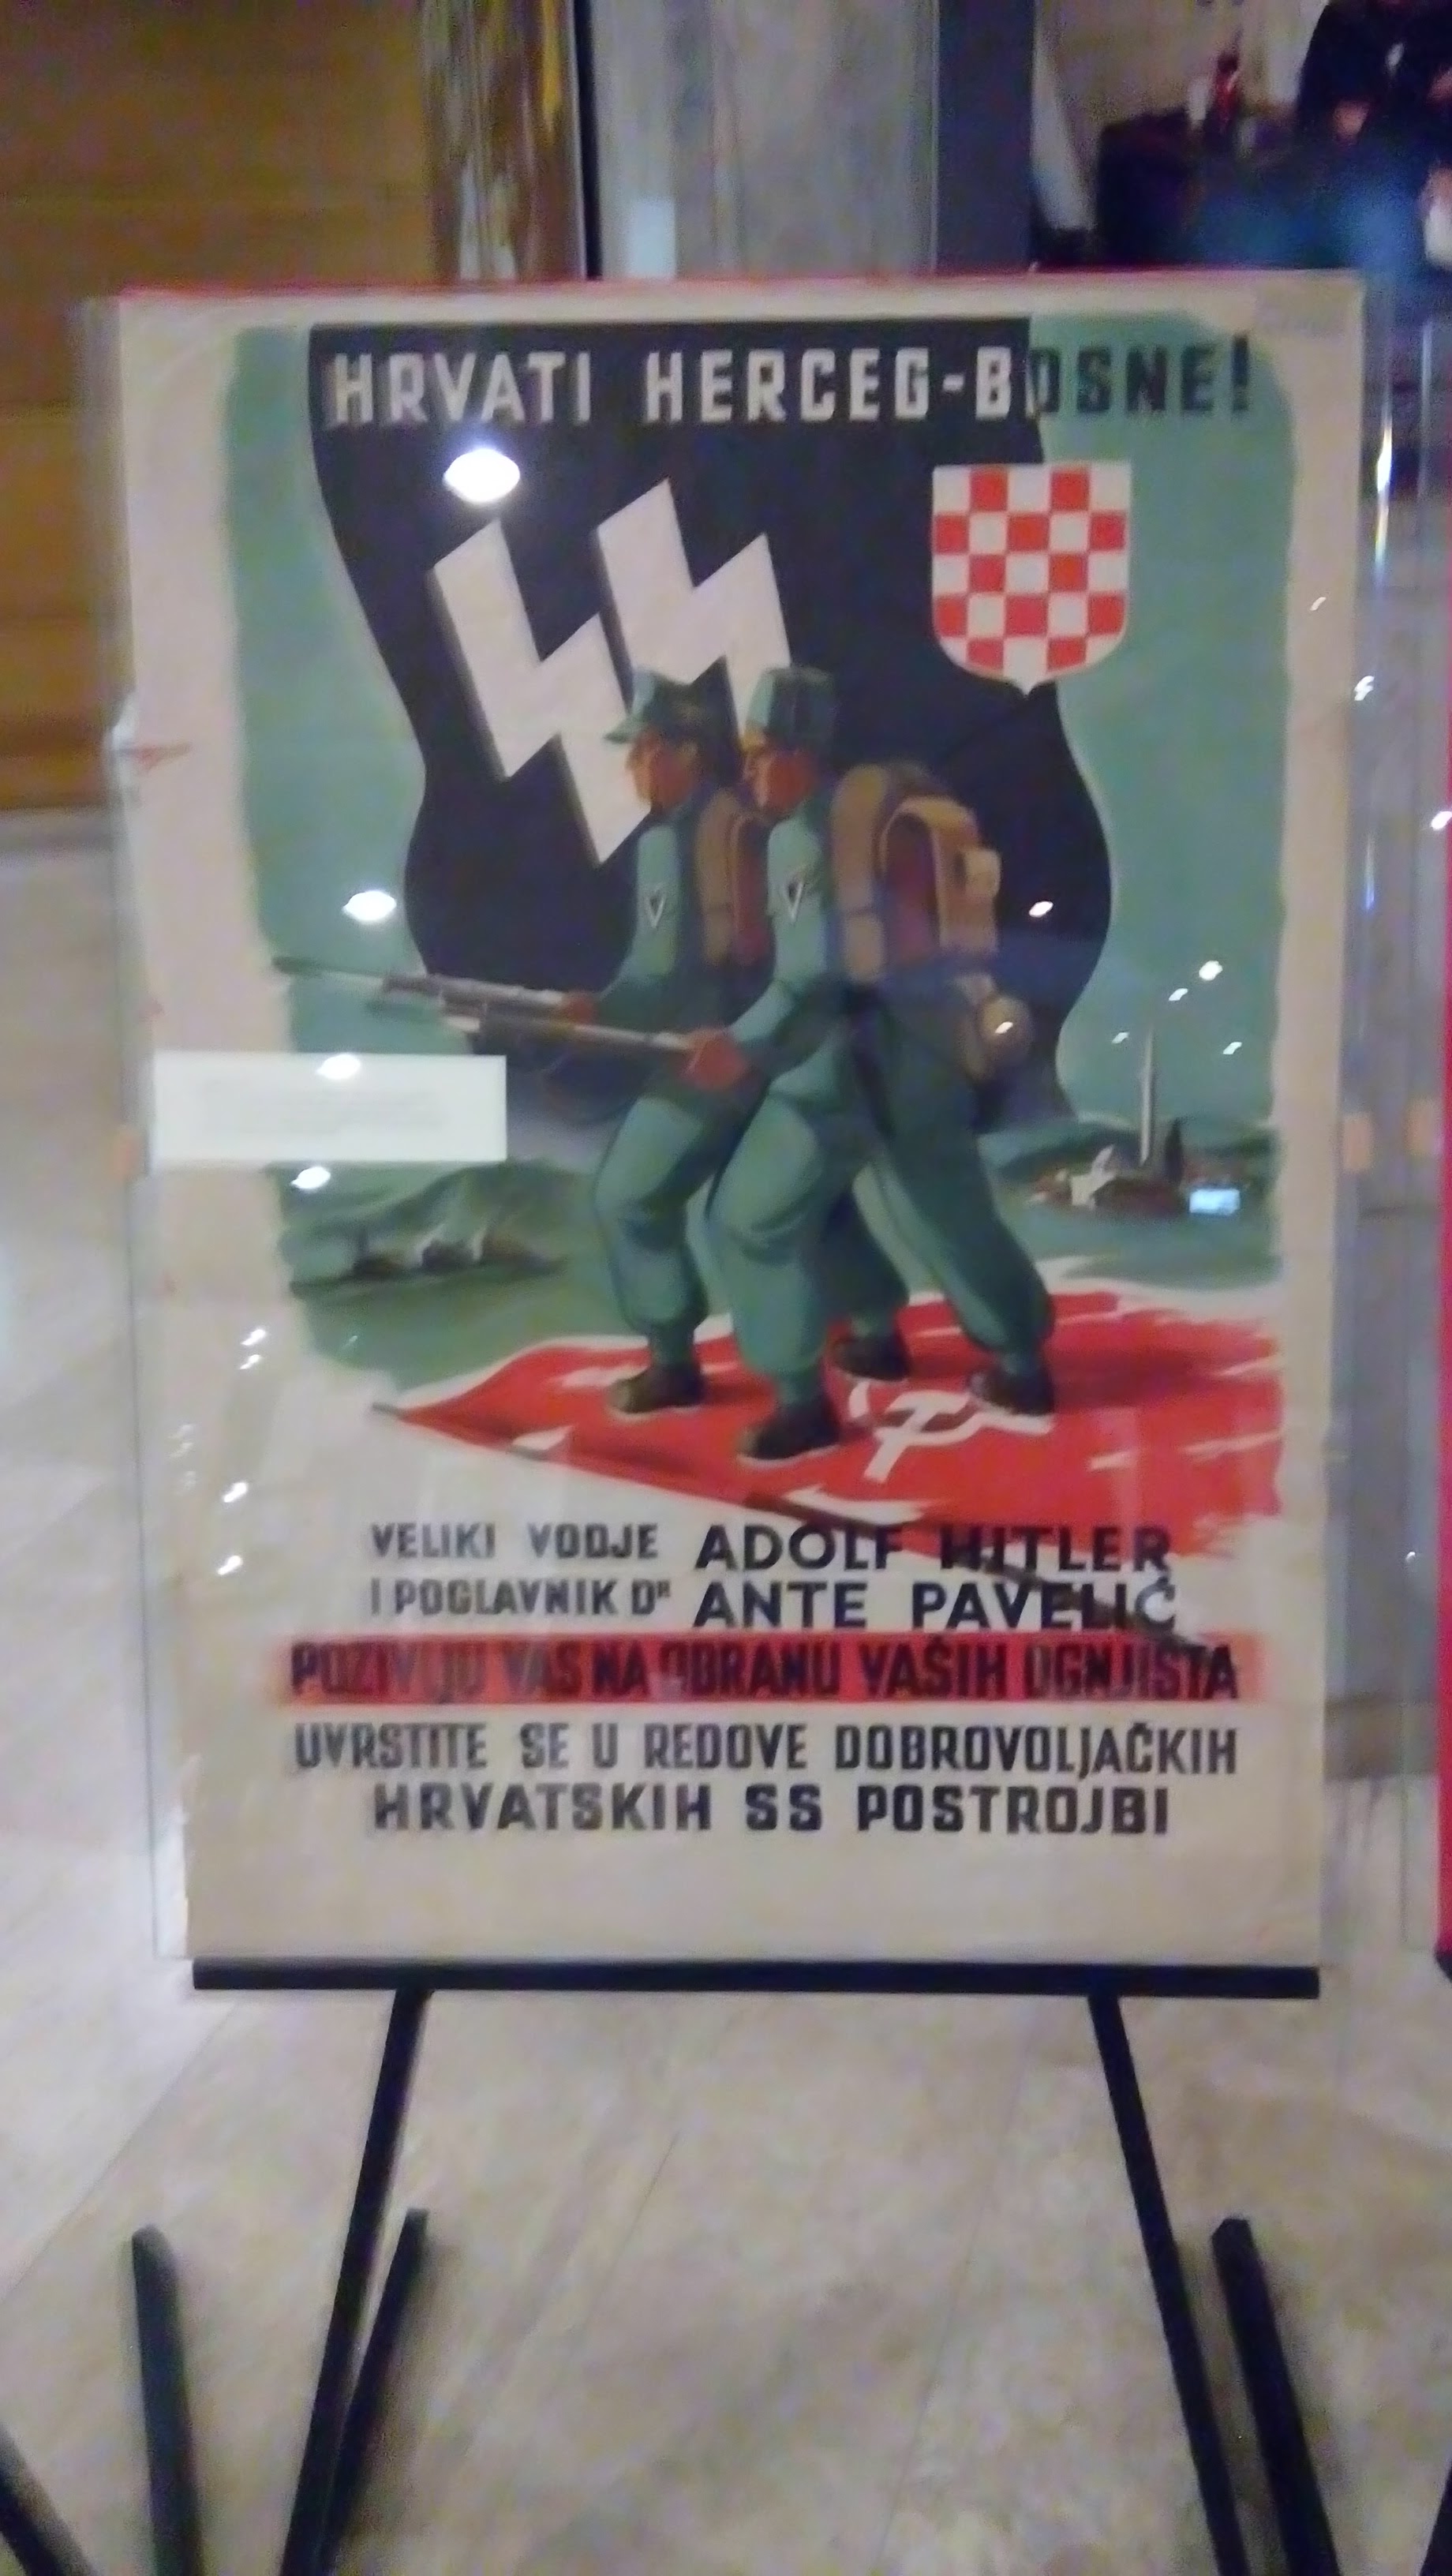 HRVATI HERCEG-BOSNE!
VELIKI VODJE ADOLF HITLER
I POGLAVNIK DR ANTE PAVELIĆ
POZIVLJU VAS NA OBRANU VAŠIH OGNJIŠTA
UVRSTITE SE U REDOVE DOBROVOLJAČKIH
HRVATSKIH SS POSTROJBI